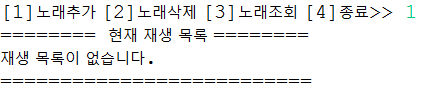 [1]노래추가 [2]노래삭제 [3]노래조회 [4]종료>> 1
======== 현재 재생 목록 ========
재생 목록이 없습니다.
==========================